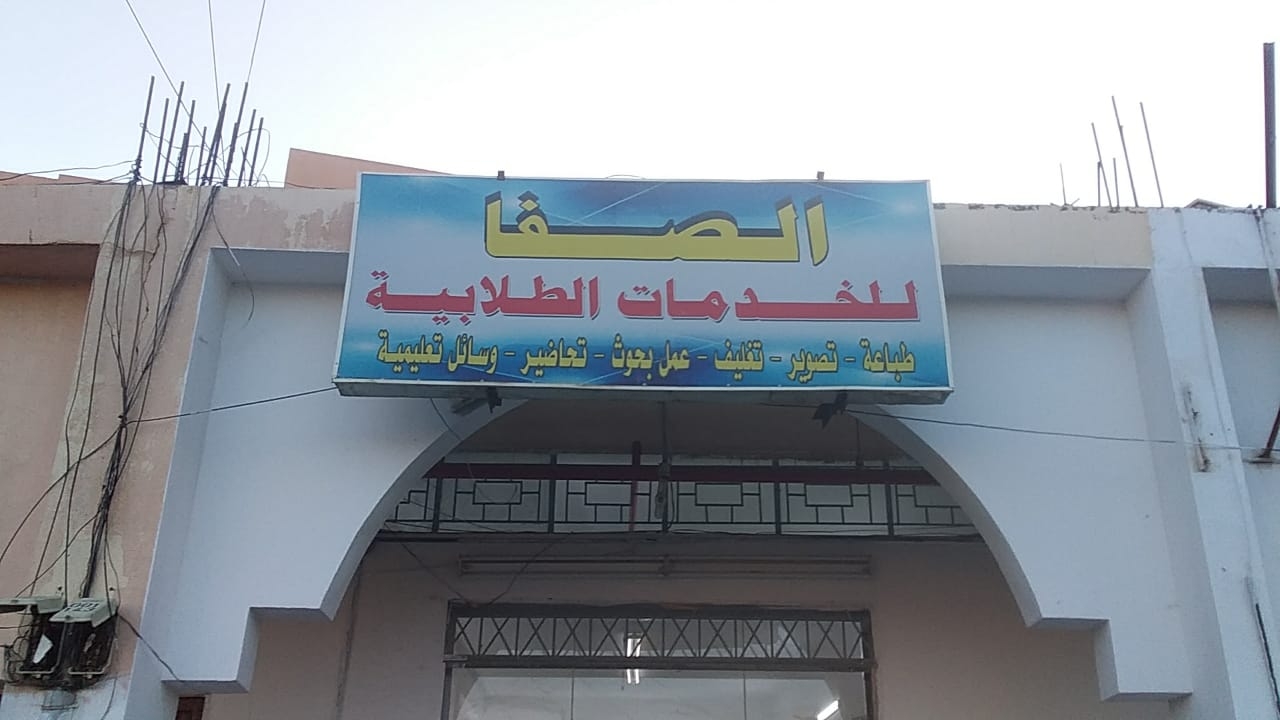 الصفا
للخدمات الطلابية
طباعة - تصوير - تغليف - عمل بحوث - تحاضير - وسائل تعليمية